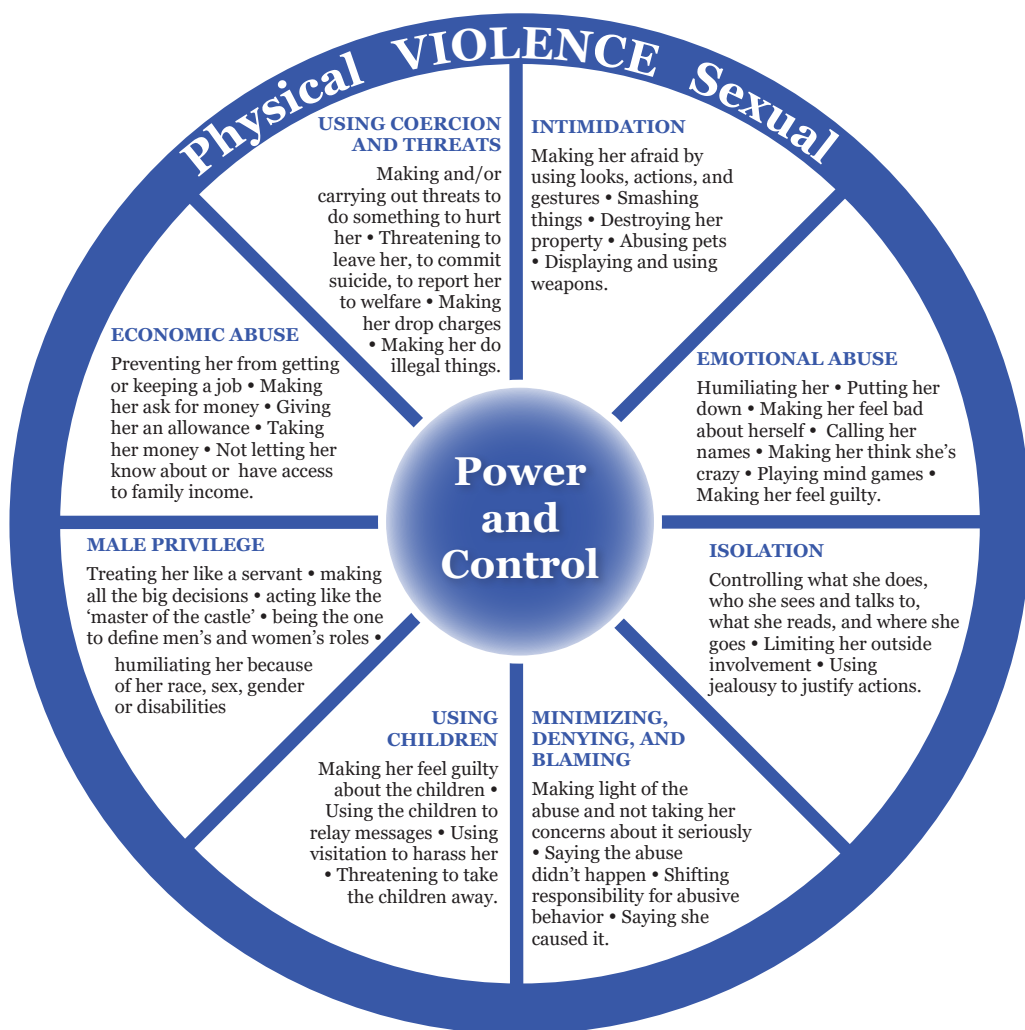 Physical VIOLENCE Sexual
USING COERCION
AND THREATS
Making and/or
carrying out threats to
do something to hurt
her • Threatening to
leave her, to commit
suicide, to report her
to welfare • Making
her drop charges
• Making her do
illegal things.
INTIMIDATION
Making her afraid by
using looks, actions, and
gestures • Smashing
things • Destroying her
property • Abusing pets
• Displaying and using
weapons.
ECONOMIC ABUSE
Preventing her from getting
or keeping a job • Making
her ask for money • Giving
her an allowance • Taking
her money • Not letting her
know about or have access
to family income.
EMOTIONAL ABUSE
Humiliating her • Putting her
down • Making her feel bad
about herself • Calling her
names • Making her think she's
crazy • Playing mind games •
Making her feel guilty.
Power
and
Control
MALE PRIVILEGE
Treating her like a servant • making
all the big decisions • acting like the
‘master of the castle’ • being the one
to define men’s and women’s roles •
humiliating her because
of her race, sex, gender
or disabilities
ISOLATION
Controlling what she does,
who she sees and talks to,
what she reads, and where she
goes • Limiting her outside
involvement • Using
jealousy to justify actions.
USING
CHILDREN
Making her feel guilty
about the children •
Using the children to
relay messages • Using
visitation to harass her
• Threatening to take
the children away.
MINIMIZING,
DENYING, AND
BLAMING
Making light of the
abuse and not taking her
concerns about it seriously
• Saying the abuse
didn’t happen • Shifting
responsibility for abusive
behavior • Saying she
caused it.